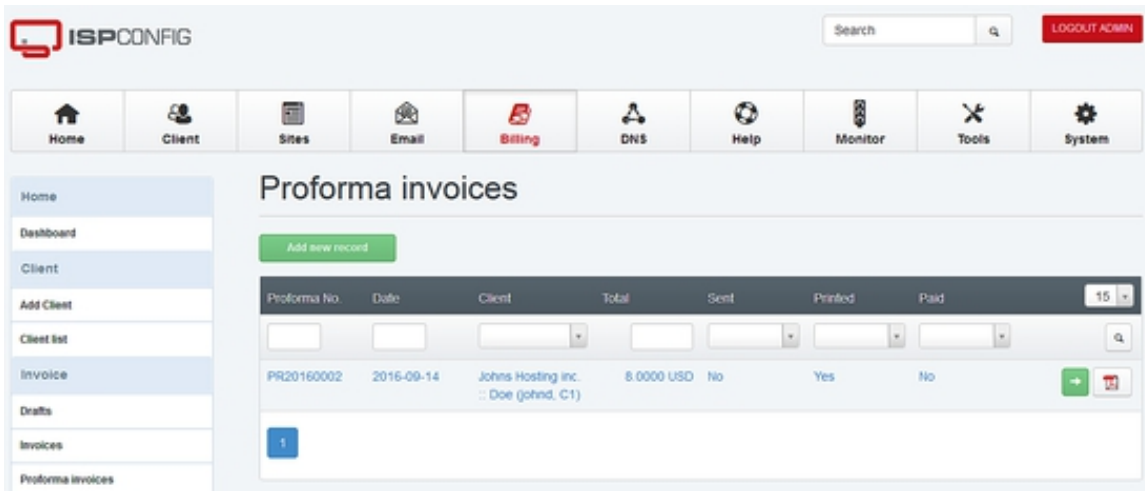 ISPCONFIG
Search
LOGOUT ADMIN
Home Client Sites Email Billing DNS Help Monitor Tools System
Home
Dashboard
Client
Add Client
Client list
Invoice
Drafts
Invoices
Proforma invoices
Proforma invoices
Add new record
Proforma No. Date Client Total Sent Printed Paid 15
PR20160002 2016-09-14 Johns Hosting inc. 8.0000 USD No Yes No
:: Doe (johnd, C1)
1